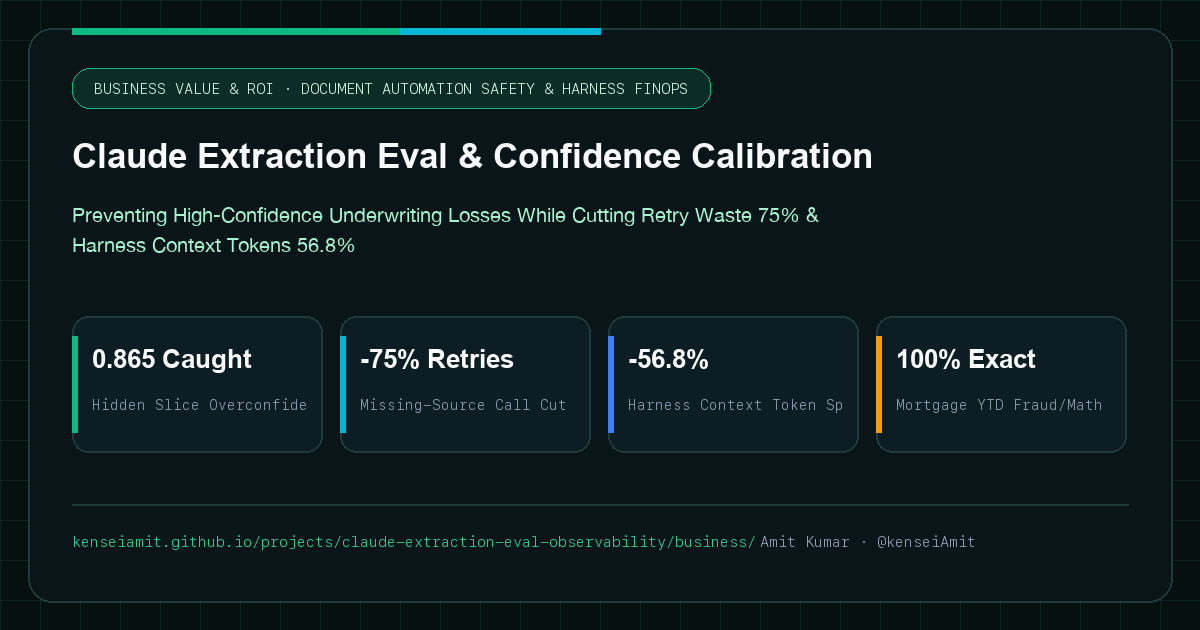 BUSINESS VALUE & ROI · DOCUMENT AUTOMATION SAFETY & HARNESS FINOPS
Claude Extraction Eval & Confidence Calibration
Preventing High-Confidence Underwriting Losses While Cutting Retry Waste 75% &
Harness Context Tokens 56.8%
0.865 Caught
Hidden Slice Overconfide
-75% Retries
Missing-Source Call Cut
-56.8%
Harness Context Token Sp
100% Exact
Mortgage YTD Fraud/Math
kenseiamit.github.io/projects/claude-extraction-eval-observability/business/ Amit Kumar · @kenseiAmit